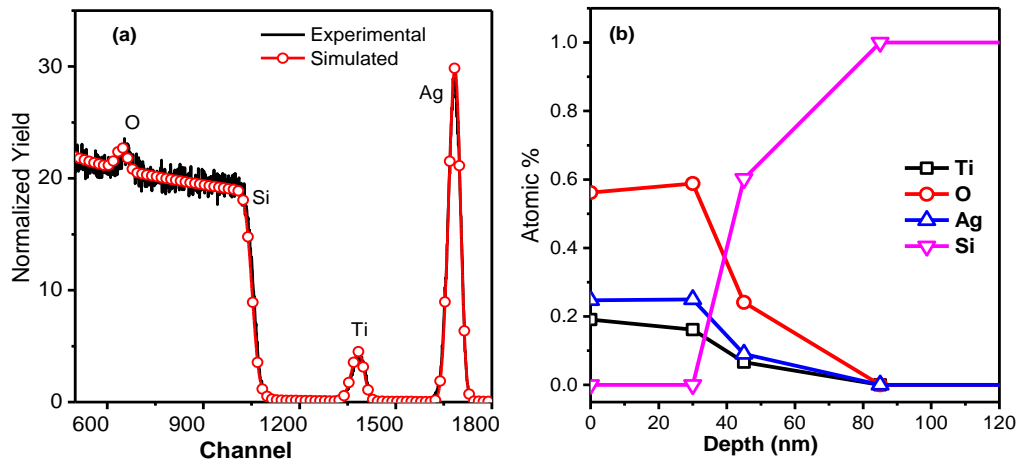 (a)
Experimental
Simulated
O
Si
Ti
Ag
Normalized Yield
30
20
10
0
600 900 1200 1500 1800
Channel
(b)
Ti
O
Ag
Si
Atomic %
1.0
0.8
0.6
0.4
0.2
0.0
0 20 40 60 80 100 120
Depth (nm)